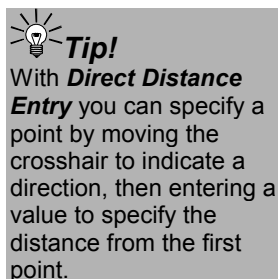 Tip!
With Direct Distance
Entry you can specify a
point by moving the
crosshair to indicate a
direction, then entering a
value to specify the
distance from the first
point.